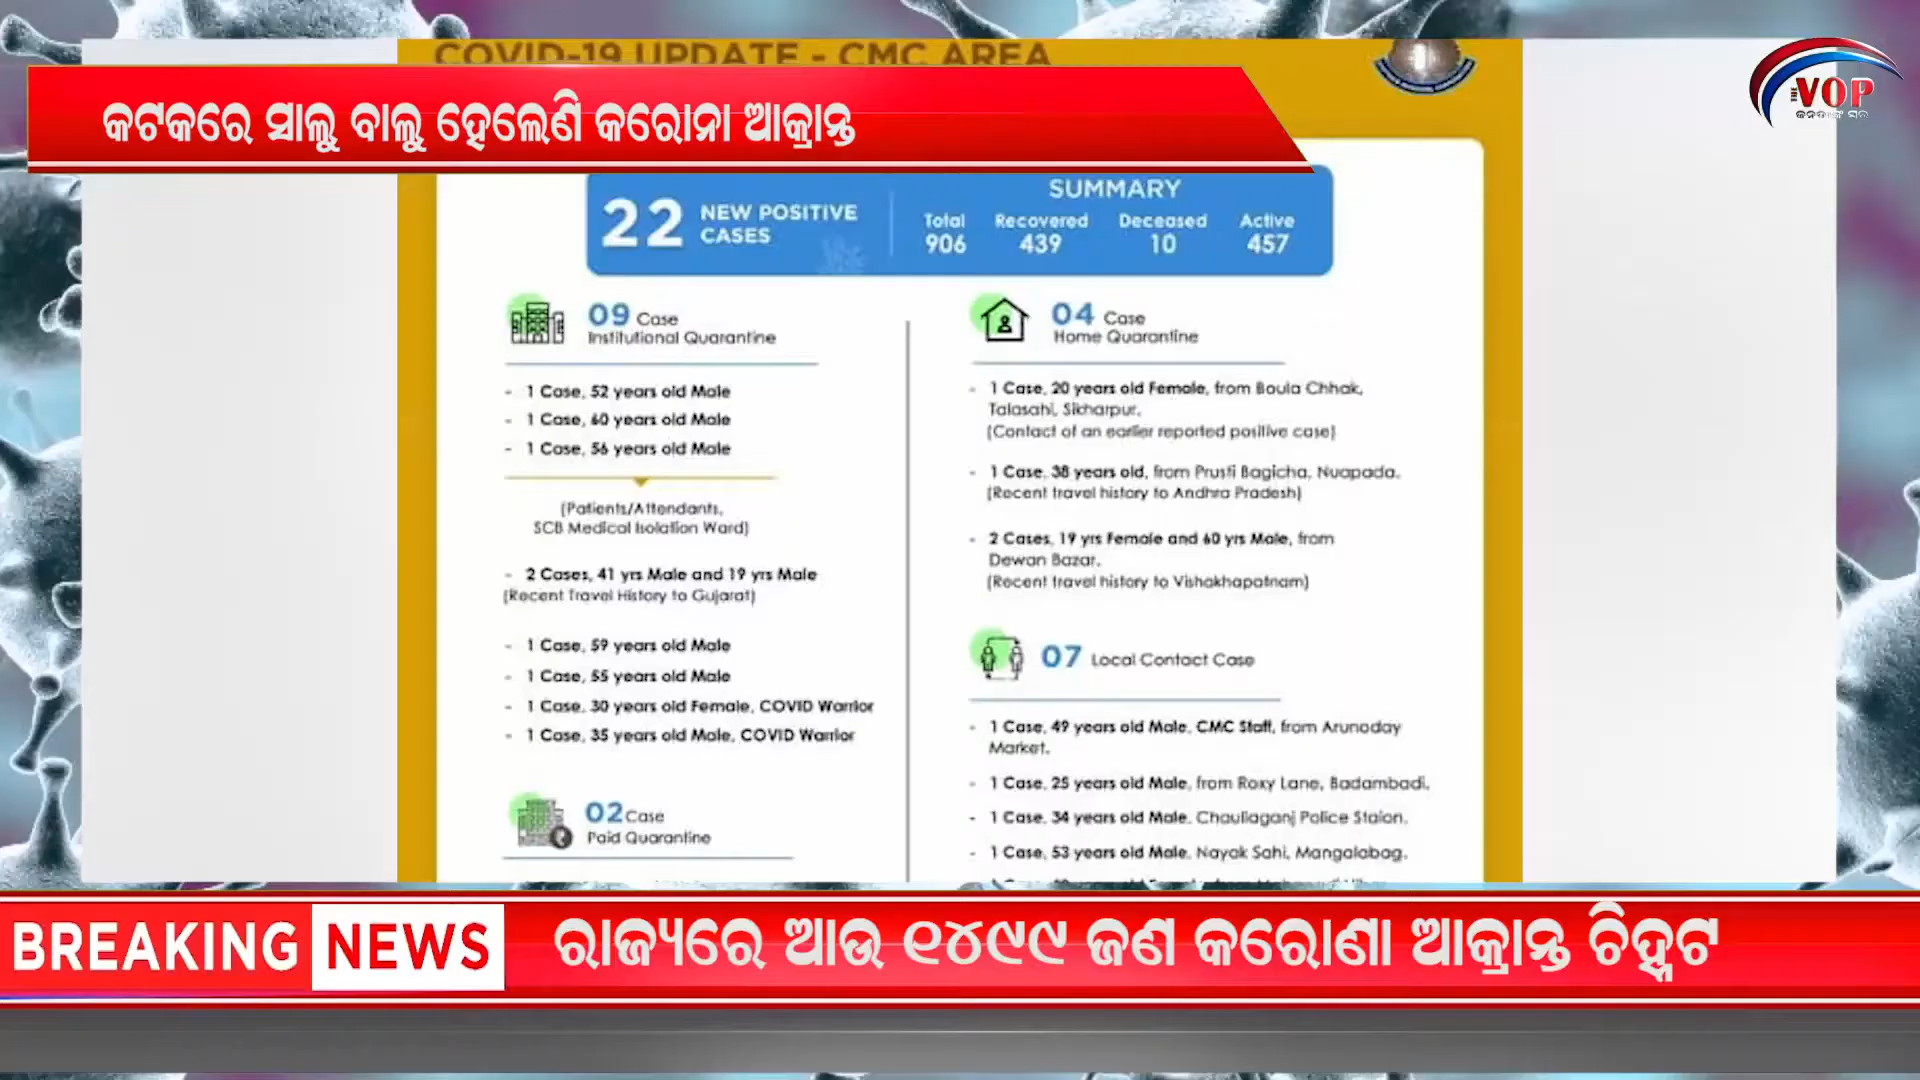 COVID-19 UPDATE - CMC AREA
କଟକରେ ସାଲୁ ବାଲୁ ହେଲେଣି କରୋନା ଆକ୍ରାନ୍ତ
THE VOP
22 NEW POSITIVE CASES
SUMMARY
Total Recovered Deceased Active
906 439 10 457
09 Case
Institutional Quarantine
- 1 Case, 52 years old Male
- 1 Case, 60 years old Male
- 1 Case, 56 years old Male
(Patients/Attendants,
SCB Medical Isolation Ward)
- 2 Cases, 41 yrs Male and 19 yrs Male
(Recent Travel History to Gujarat)
- 1 Case, 59 years old Male
- 1 Case, 55 years old Male
- 1 Case, 30 years old Female, COVID Warrior
- 1 Case, 35 years old Male, COVID Warrior
02 Case
Paid Quarantine
04 Case
Home Quarantine
- 1 Case, 20 years old Female, from Boula Chhak,
Talasahi, Sikharpur.
(Contact of an earlier reported positive case)
- 1 Case, 38 years old, from Prusti Bagicha, Nuapada.
(Recent travel history to Andhra Pradesh)
- 2 Cases, 19 yrs Female and 60 yrs Male, from
Dewan Bazar.
(Recent travel history to Vishakhapatnam)
07 Local Contact Case
- 1 Case, 49 years old Male, CMC Staff, from Arunoday
Market.
- 1 Case, 25 years old Male, from Roxy Lane, Badambadi.
- 1 Case, 34 years old Male, Chauliaganj Police Staion.
- 1 Case, 53 years old Male, Nayak Sahi, Mangalabag.
BREAKING NEWS
ରାଜ୍ୟରେ ଆଉ ୧୪୯୯ ଜଣ କରୋଣା ଆକ୍ରାନ୍ତ ଚିହ୍ନଟ